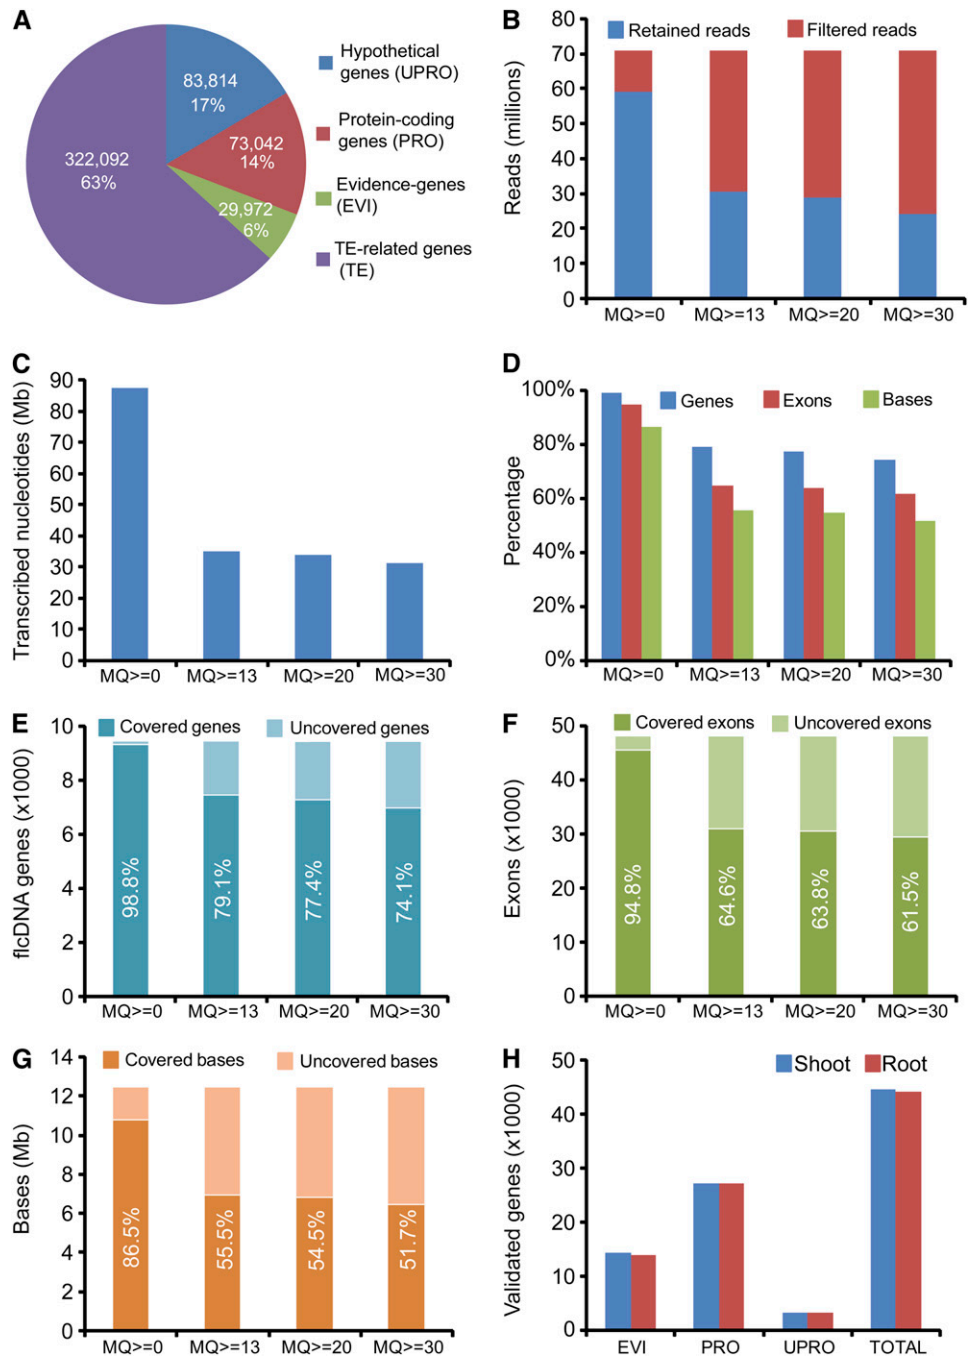 A
83,814
17%
73,042
14%
29,972
6%
322,092
63%
Hypothetical
genes (UPRO)
Protein-coding
genes (PRO)
Evidence-genes
(EVI)
TE-related genes
(TE)
B
Retained reads
Filtered reads
Reads (millions)
80
70
60
50
40
30
20
10
0
MQ>=0
MQ>=13
MQ>=20
MQ>=30
C
Transcribed nucleotides (Mb)
90
80
70
60
50
40
30
20
10
0
MQ>=0
MQ>=13
MQ>=20
MQ>=30
D
Genes
Exons
Bases
Percentage
100%
80%
60%
40%
20%
0%
MQ>=0
MQ>=13
MQ>=20
MQ>=30
E
Covered genes
Uncovered genes
flcDNA genes (x1000)
10
8
6
4
2
0
98.8%
79.1%
77.4%
74.1%
MQ>=0
MQ>=13
MQ>=20
MQ>=30
F
Covered exons
Uncovered exons
Exons (x1000)
50
40
30
20
10
0
94.8%
64.6%
63.8%
61.5%
MQ>=0
MQ>=13
MQ>=20
MQ>=30
G
Covered bases
Uncovered bases
Bases (Mb)
14
12
10
8
6
4
2
0
86.5%
55.5%
54.5%
51.7%
MQ>=0
MQ>=13
MQ>=20
MQ>=30
H
Shoot
Root
Validated genes (x1000)
50
40
30
20
10
0
EVI
PRO
UPRO
TOTAL